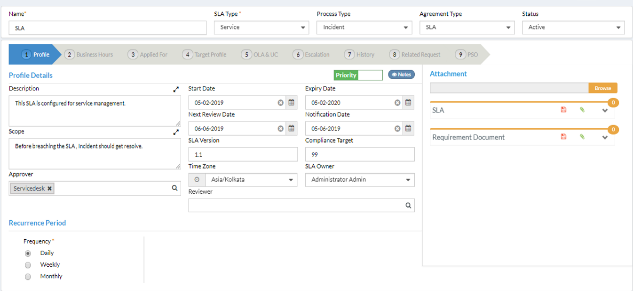 Name* SLA Type* Process Type Agreement Type Status
SLA Service Incident SLA Active
1 Profile 2 Business Hours 3 Applied For 4 Target Profile 5 OLA & UC 6 Escalation 7 History 8 Related Request 9 PSO
Profile Details
Priority
Notes
Attachment
Description
This SLA is configured for service management
Start Date Expiry Date
05-02-2019 05-02-2020
Browse
Next Review Date Notification Date
06-06-2019 05-06-2019
SLA 0
Requirement Document 0
Scope
Before breaching the SLA, Incident should get resolve.
SLA Version Compliance Target
1.1 99
Approver
Servicedesk
Time Zone SLA Owner
Asia/Kolkata Administrator Admin
Reviewer
Recurrence Period
Frequency*
Daily
Weekly
Monthly